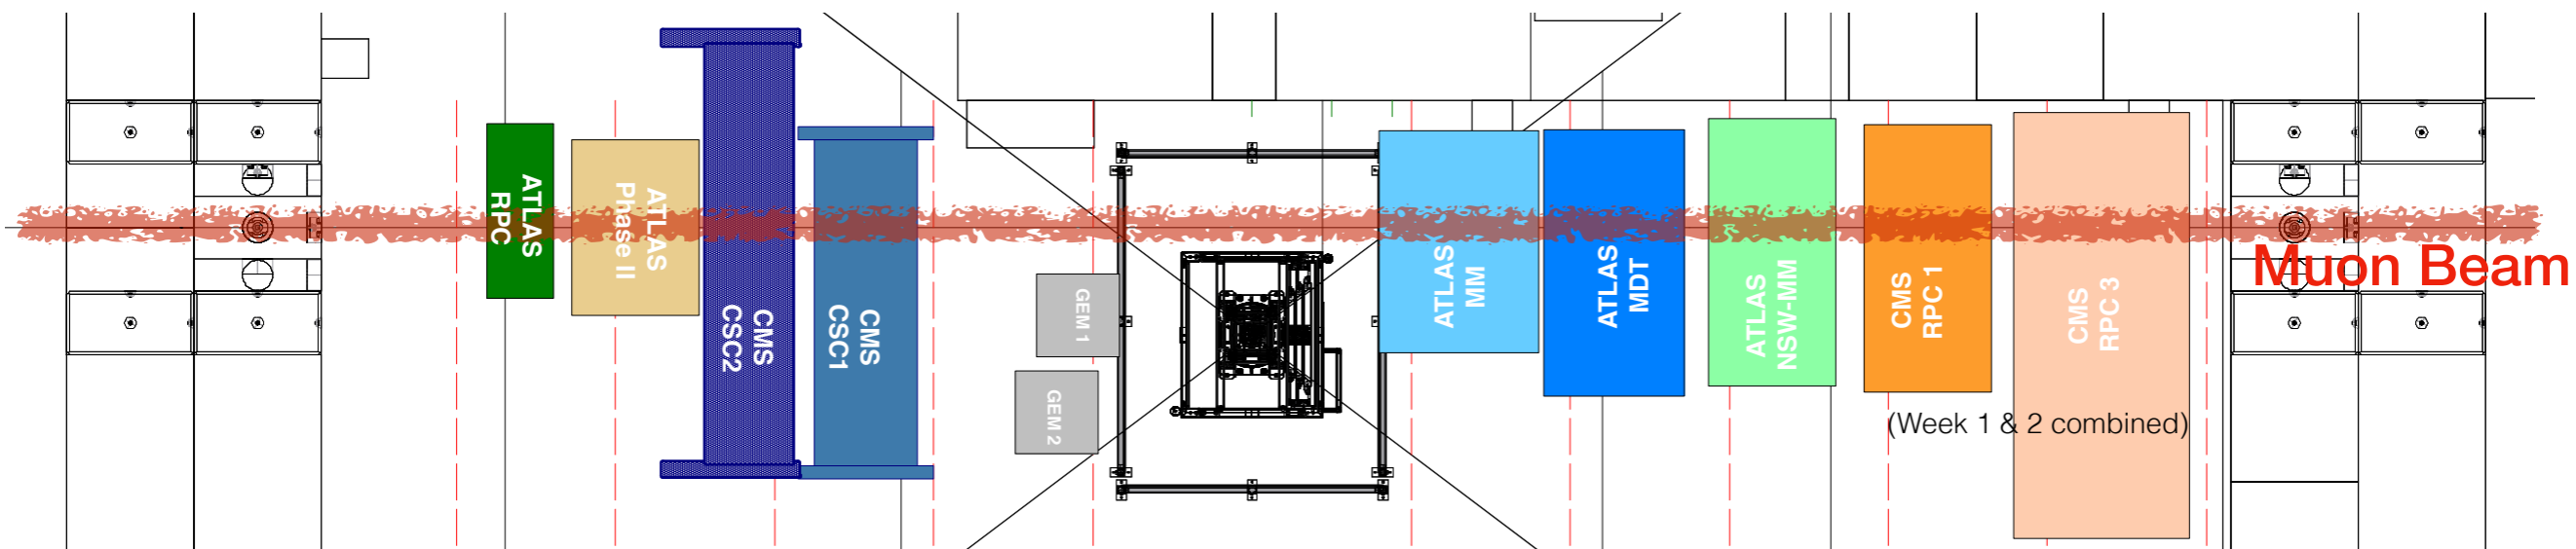 ATLAS
RPC
ATLAS
Phase II
CMS
CSC2
CMS
CSC1
GEM 1
GEM 2
ATLAS
MM
ATLAS
MDT
ATLAS
NSW-MM
CMS
RPC 1
CMS
RPC 3
Muon Beam
(Week 1 & 2 combined)